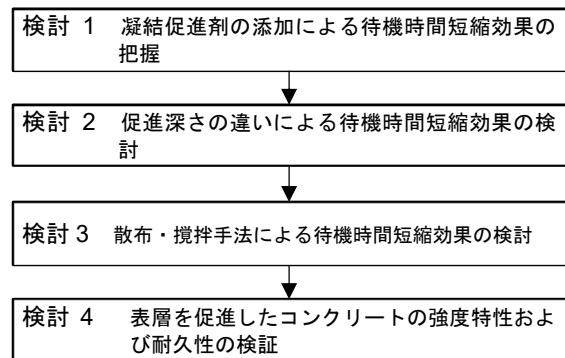 検討 1 凝結促進剤の添加による待機時間短縮効果の
把握
検討 2 促進深さの違いによる待機時間短縮効果の検
討
検討 3 散布・撹拌手法による待機時間短縮効果の検討
検討 4 表層を促進したコンクリートの強度特性およ
び耐久性の検証